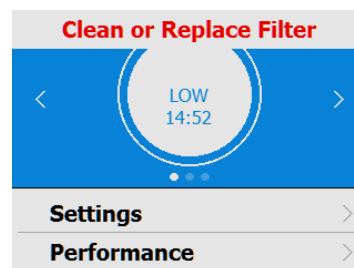 Clean or Replace Filter
LOW
14:52
Settings
Performance